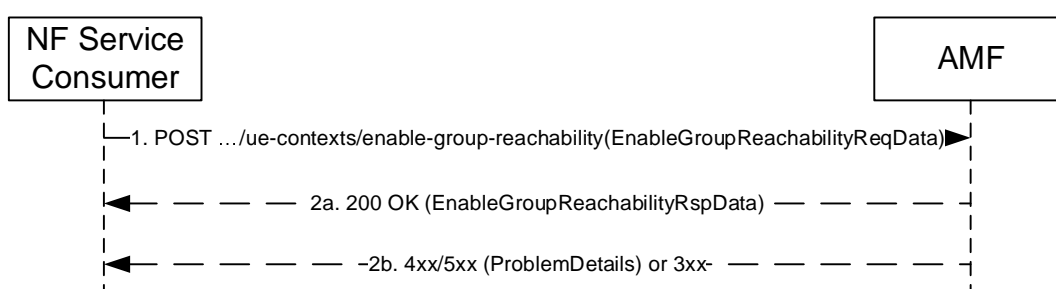 NF Service
Consumer
AMF
1. POST …/ue-contexts/enable-group-reachability(EnableGroupReachabilityReqData)
2a. 200 OK (EnableGroupReachabilityRspData)
2b. 4xx/5xx (ProblemDetails) or 3xx